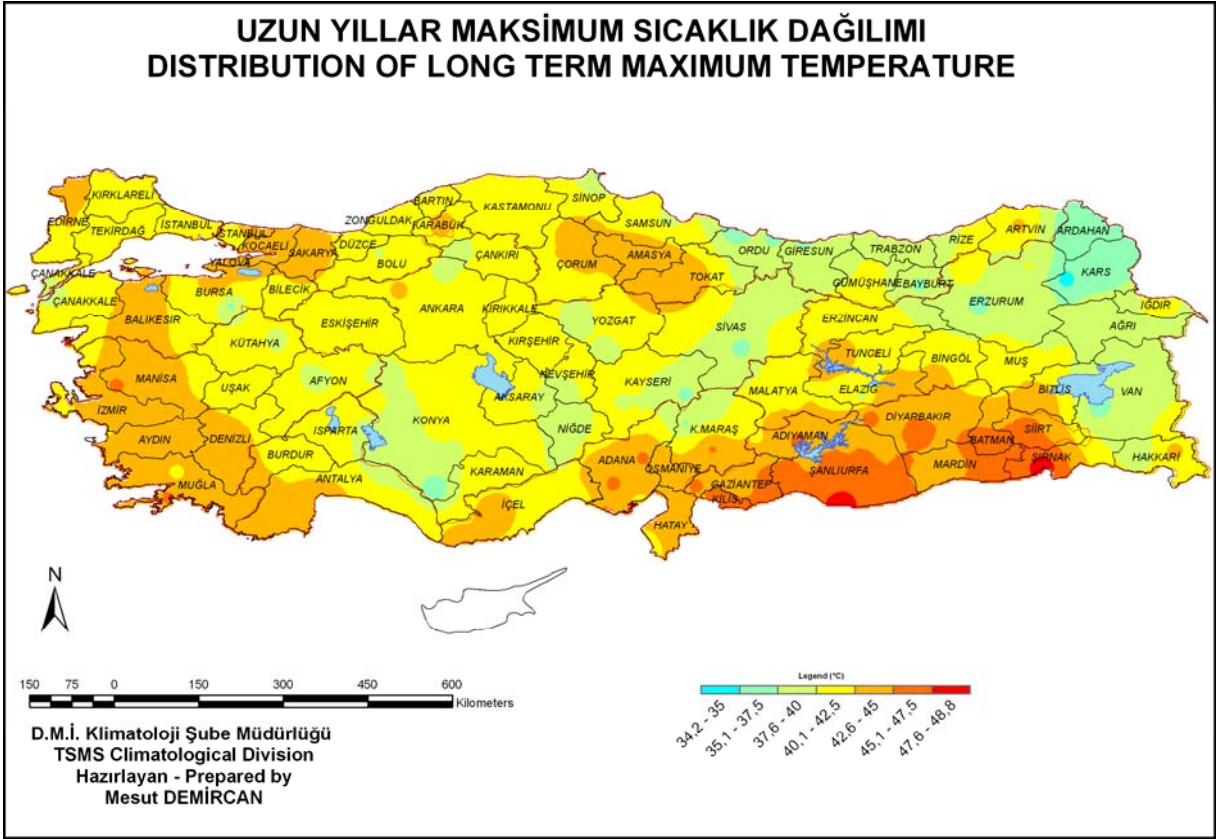 UZUN YILLAR MAKSİMUM SICAKLIK DAĞILIMI
DISTRIBUTION OF LONG TERM MAXIMUM TEMPERATURE
KIRKLARELİ
EDİRNE
TEKİRDAĞ
İSTANBUL
İSTANBUL
KOCAELİ
YALOVA
SAKARYA
DÜZCE
ZONGULDAK
BARTIN
KARABÜK
KASTAMONU
SİNOP
SAMSUN
ORDU
GİRESUN
TRABZON
RİZE
ARTVİN
ARDAHAN
KARS
ÇANAKKALE
ÇANAKKALE
BALIKESİR
BURSA
BİLECİK
BOLU
ÇANKIRI
ÇORUM
AMASYA
TOKAT
GÜMÜŞHANE
BAYBURT
ERZURUM
IĞDIR
AĞRI
KÜTAHYA
ESKİŞEHİR
ANKARA
KIRIKKALE
KIRŞEHİR
YOZGAT
SİVAS
ERZİNCAN
TUNCELİ
BİNGÖL
MUŞ
BİTLİS
VAN
MANİSA
UŞAK
AFYON
KONYA
AKSARAY
NEVŞEHİR
KAYSERİ
MALATYA
ELAZIĞ
DİYARBAKIR
İZMİR
AYDIN
DENİZLİ
ISPARTA
BURDUR
NİĞDE
K.MARAŞ
ADIYAMAN
BATMAN
SİİRT
ŞIRNAK
HAKKARİ
MUĞLA
ANTALYA
KARAMAN
İÇEL
ADANA
OSMANİYE
GAZİANTEP
KİLİS
ŞANLIURFA
MARDİN
HATAY
N
150 75 0 150 300 450 600
Kilometers
Legend (°C)
34,2 - 35
35,1 - 37,5
37,6 - 40
40,1 - 42,5
42,6 - 45
45,1 - 47,5
47,6 - 48,8
D.M.İ. Klimatoloji Şube Müdürlüğü
TSMS Climatological Division
Hazırlayan - Prepared by
Mesut DEMİRCAN